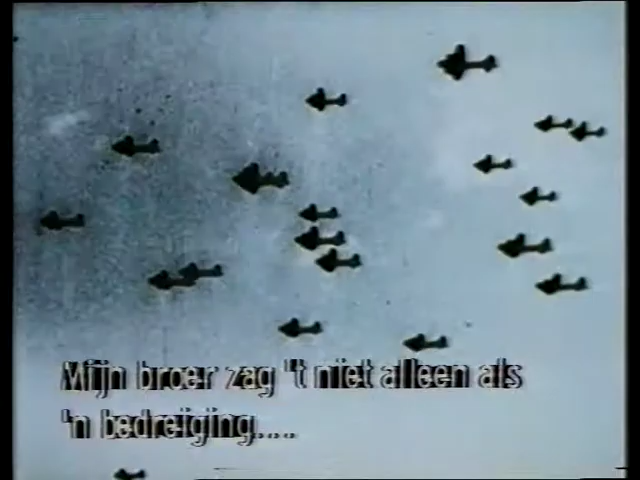 Mijn broer zag 't niet alleen als
'n bedreiging....